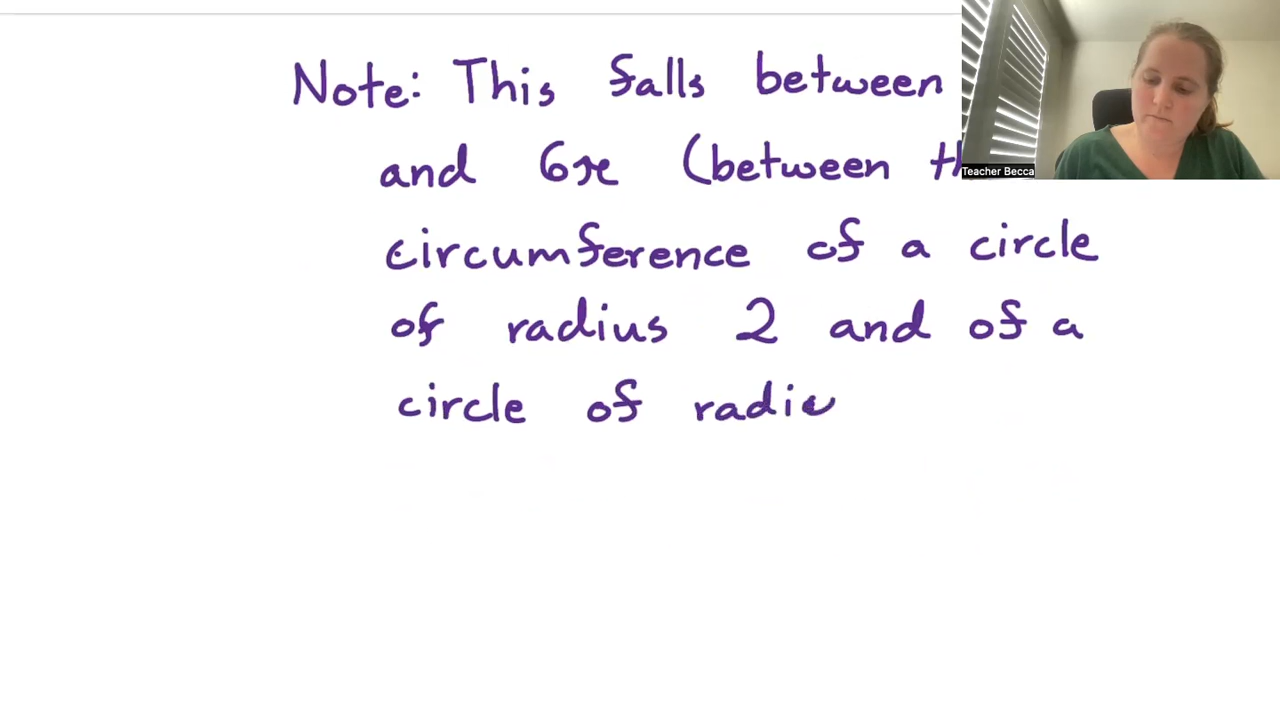 Note: This falls between
and 6π (between th
circumference of a circle
of radius 2 and of a
circle of radiu
Teacher Becca